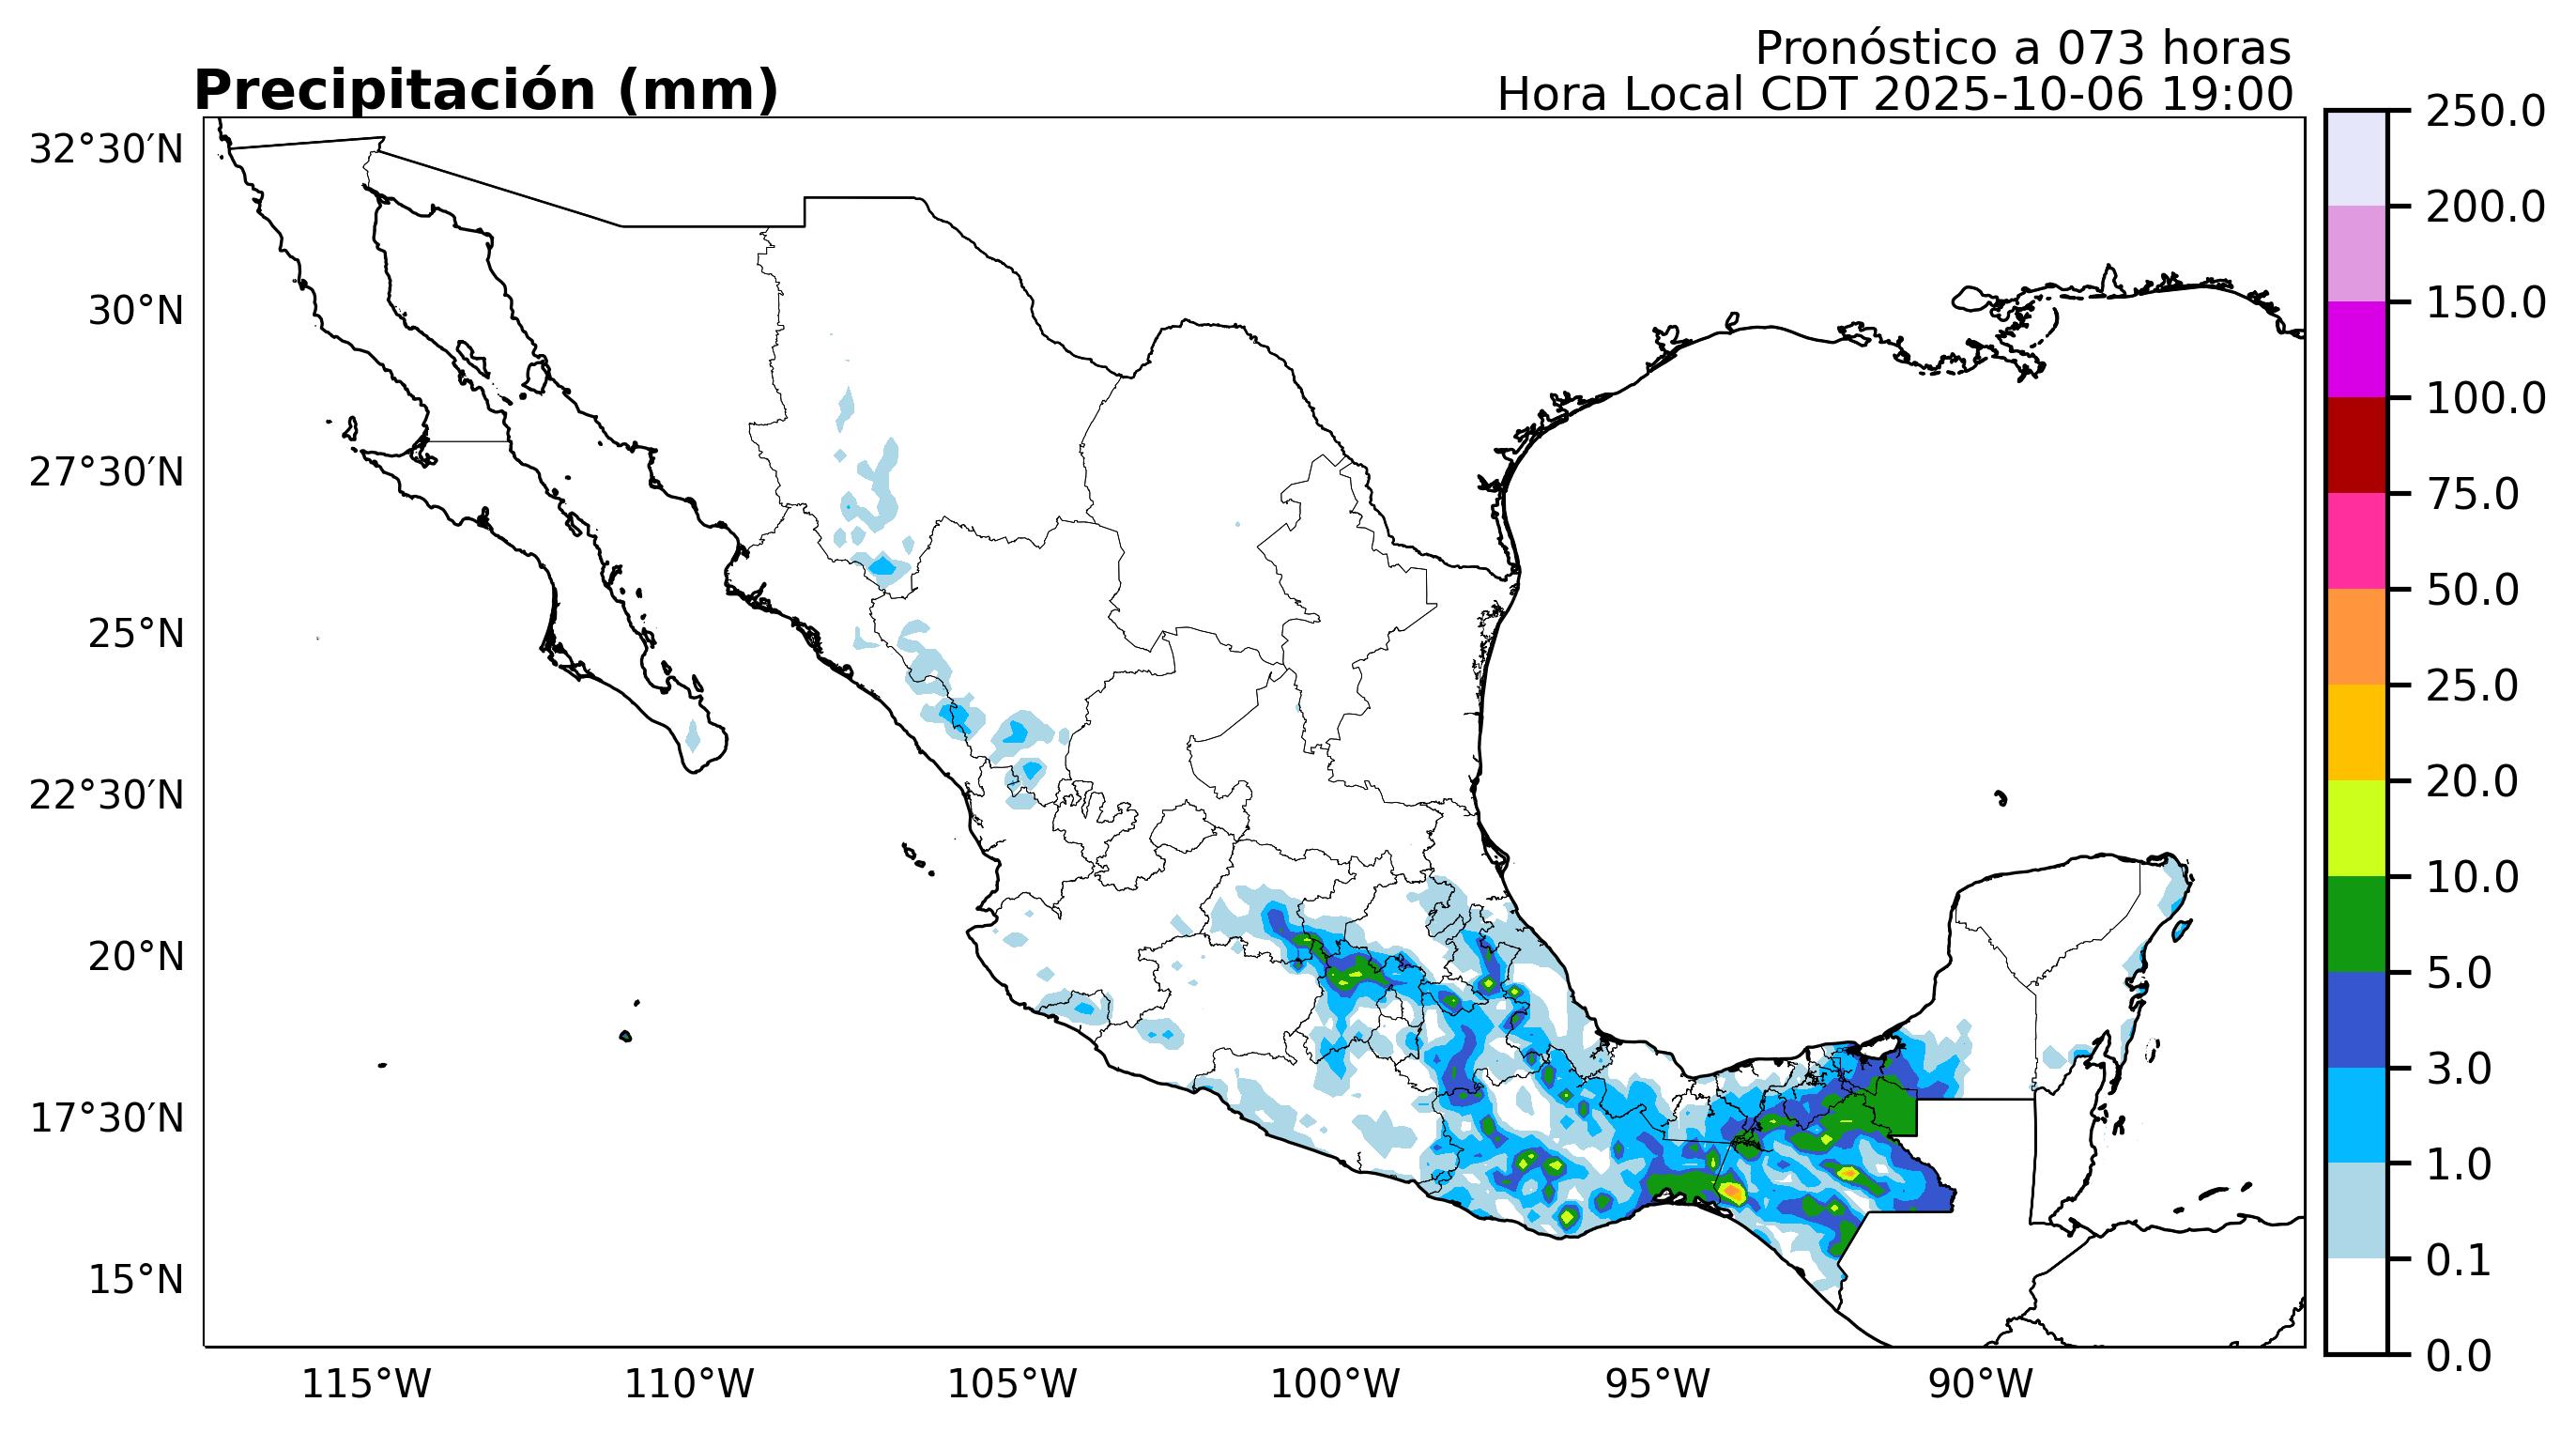 Pronóstico a 073 horas
Precipitación (mm)
Hora Local CDT 2025-10-06 19:00
32°30′N
30°N
27°30′N
25°N
22°30′N
20°N
17°30′N
15°N
115°W
110°W
105°W
100°W
95°W
90°W
250.0
200.0
150.0
100.0
75.0
50.0
25.0
20.0
10.0
5.0
3.0
1.0
0.1
0.0